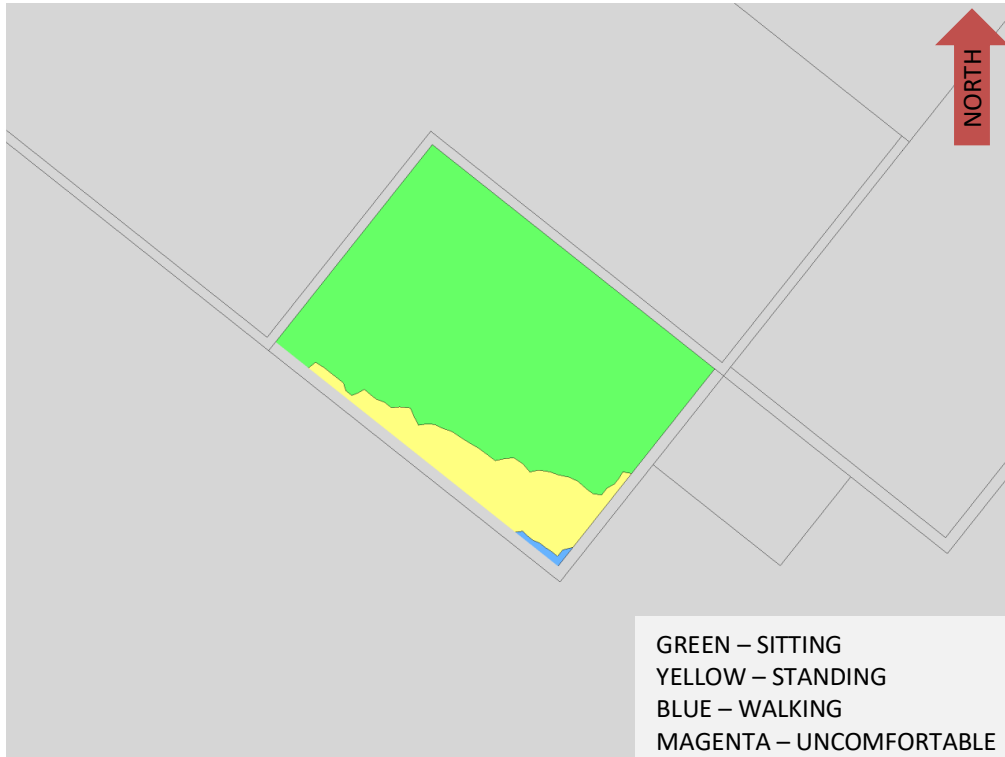 NORTH
GREEN – SITTING
YELLOW – STANDING
BLUE – WALKING
MAGENTA – UNCOMFORTABLE